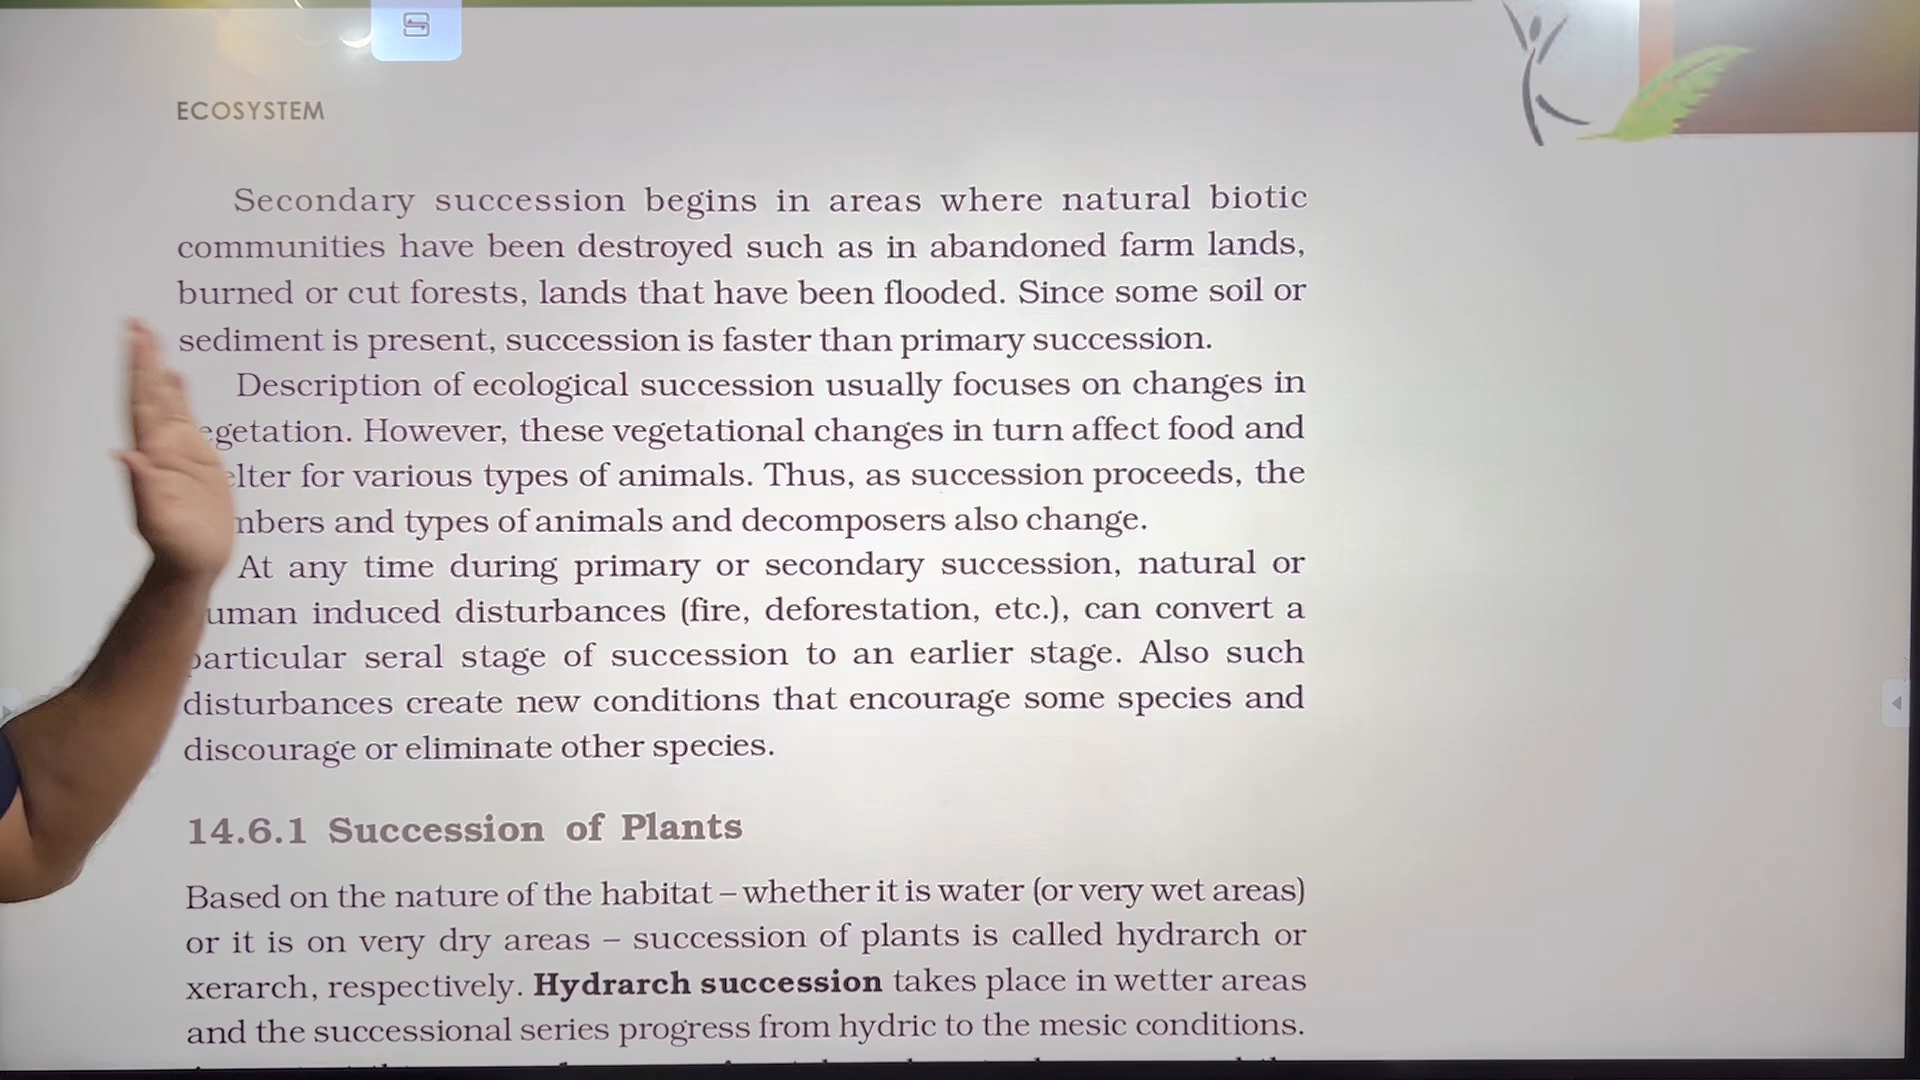 ECOSYSTEM
Secondary succession begins in areas where natural biotic
communities have been destroyed such as in abandoned farm lands,
burned or cut forests, lands that have been flooded. Since some soil or
sediment is present, succession is faster than primary succession.
Description of ecological succession usually focuses on changes in
egetation. However, these vegetational changes in turn affect food and
elter for various types of animals. Thus, as succession proceeds, the
mbers and types of animals and decomposers also change.
At any time during primary or secondary succession, natural or
uman induced disturbances (fire, deforestation, etc.), can convert a
particular seral stage of succession to an earlier stage. Also such
disturbances create new conditions that encourage some species and
discourage or eliminate other species.
14.6.1 Succession of Plants
Based on the nature of the habitat – whether it is water (or very wet areas)
or it is on very dry areas – succession of plants is called hydrarch or
xerarch, respectively. Hydrarch succession takes place in wetter areas
and the successional series progress from hydric to the mesic conditions.